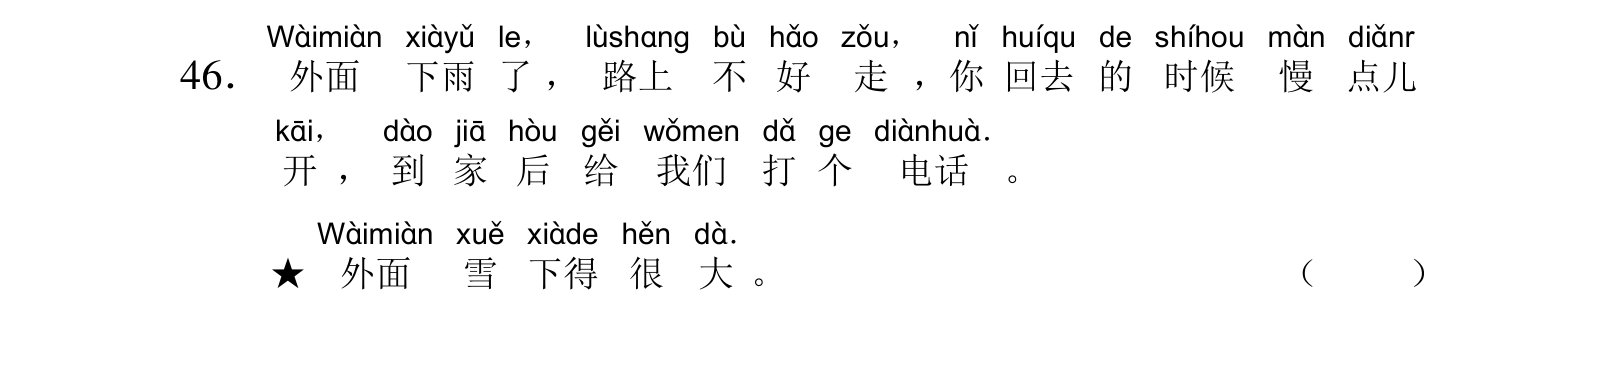 Wàimiàn xiàyǔ le, lùshang bù hǎo zǒu, nǐ huíqu de shíhou màn diǎnr
46. 外面 下雨 了，路上 不 好 走，你 回去 的 时候 慢 点儿
kāi, dào jiā hòu gěi wǒmen dǎ ge diànhuà.
开，到 家 后 给 我们 打 个 电话 。
Wàimiàn xuě xiàde hěn dà.
★ 外面 雪 下得 很 大 。 （ ）